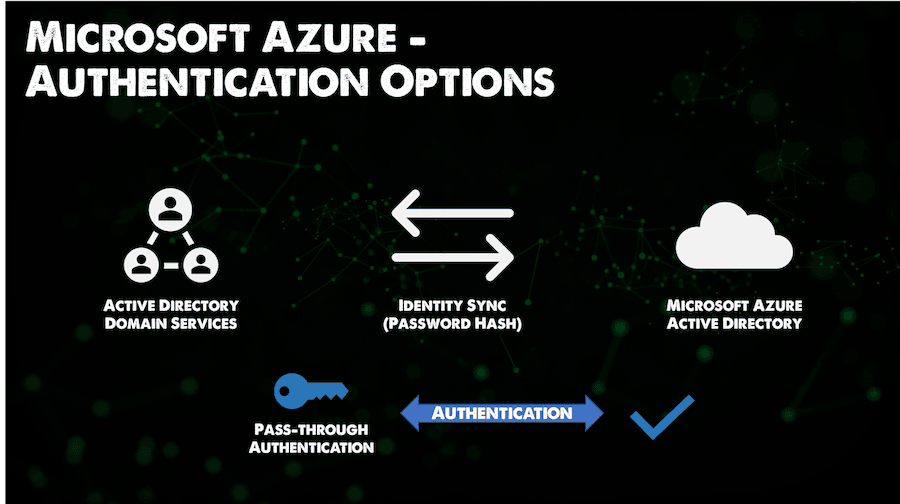 Microsoft Azure -
Authentication Options
Active Directory
Domain Services
Identity Sync
(Password Hash)
Microsoft Azure
Active Directory
Pass-through
Authentication
Authentication